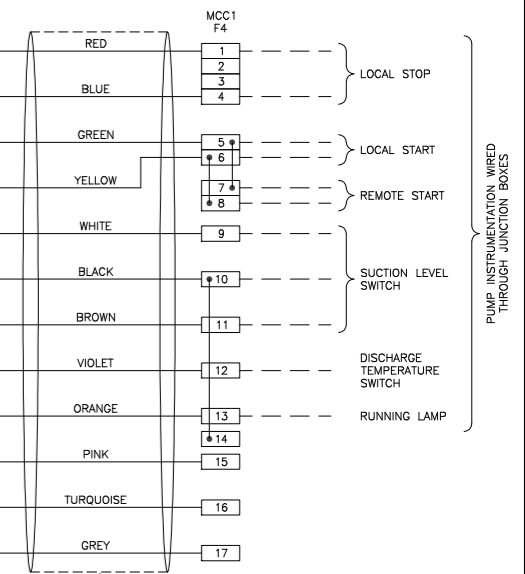 MCC1
F4
RED
1
2
3
BLUE
4
LOCAL STOP
GREEN
5
6
LOCAL START
YELLOW
7
8
REMOTE START
WHITE
9
BLACK
10
SUCTION LEVEL
SWITCH
BROWN
11
VIOLET
12
DISCHARGE
TEMPERATURE
SWITCH
ORANGE
13
RUNNING LAMP
14
PINK
15
TURQUOISE
16
GREY
17
PUMP INSTRUMENTATION WIRED
THROUGH JUNCTION BOXES